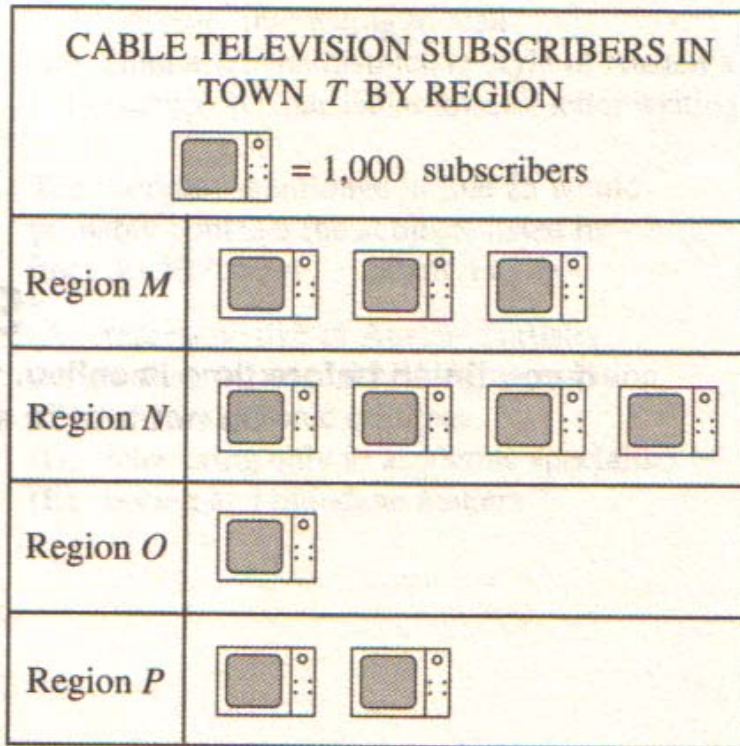 CABLE TELEVISION SUBSCRIBERS IN
TOWN T BY REGION
= 1,000 subscribers
Region M
Region N
Region O
Region P